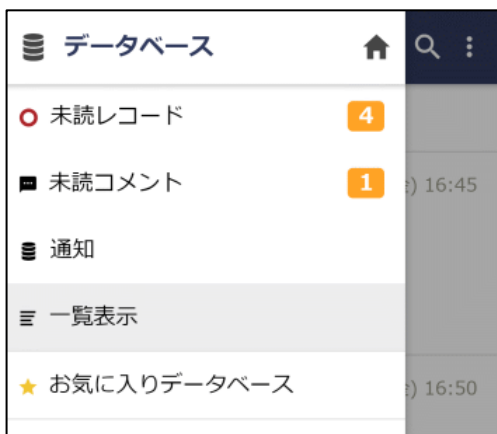 データベース
未読レコード 4
未読コメント 1
) 16:45
通知
一覧表示
お気に入りデータベース
) 16:50